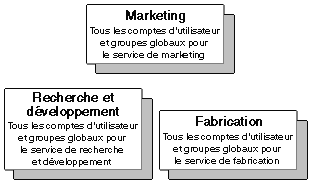 Marketing
Tous les comptes d'utilisateur
et groupes globaux pour
le service de marketing
Recherche et
développement
Tous les comptes d'utilisateur
et groupes globaux pour
le service de recherche
et développement
Fabrication
Tous les comptes d'utilisateur
et groupes globaux pour
le service de fabrication